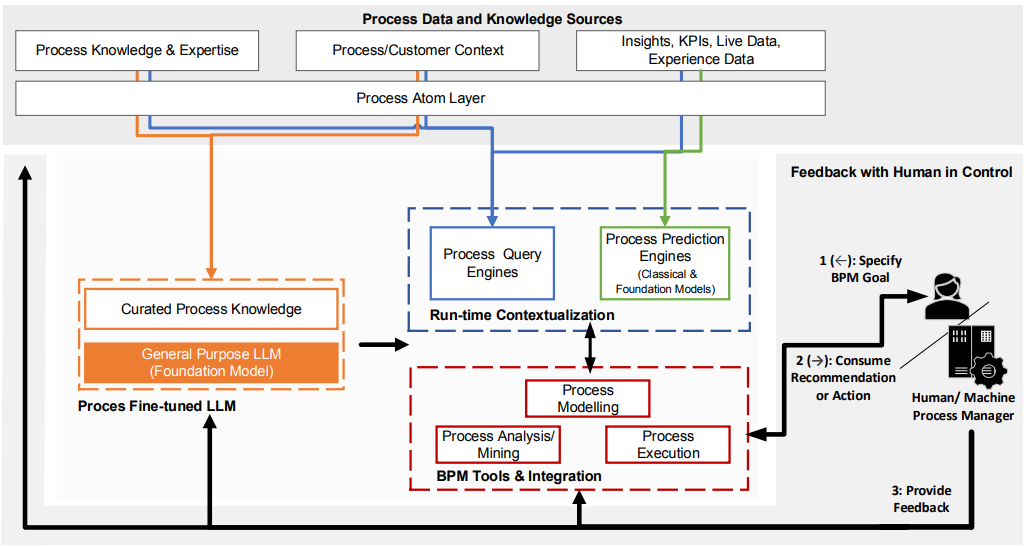 Process Data and Knowledge Sources
Process Knowledge & Expertise
Process/Customer Context
Insights, KPIs, Live Data,
Experience Data
Process Atom Layer
Feedback with Human in Control
Process Query
Engines
Process Prediction
Engines
(Classical &
Foundation Models)
Run-time Contextualization
1 (←): Specify
BPM Goal
Curated Process Knowledge
General Purpose LLM
(Foundation Model)
Proces Fine-tuned LLM
2 (→): Consume
Recommendation
or Action
Human/ Machine
Process Manager
Process
Modelling
Process Analysis/
Mining
Process
Execution
BPM Tools & Integration
3: Provide
Feedback